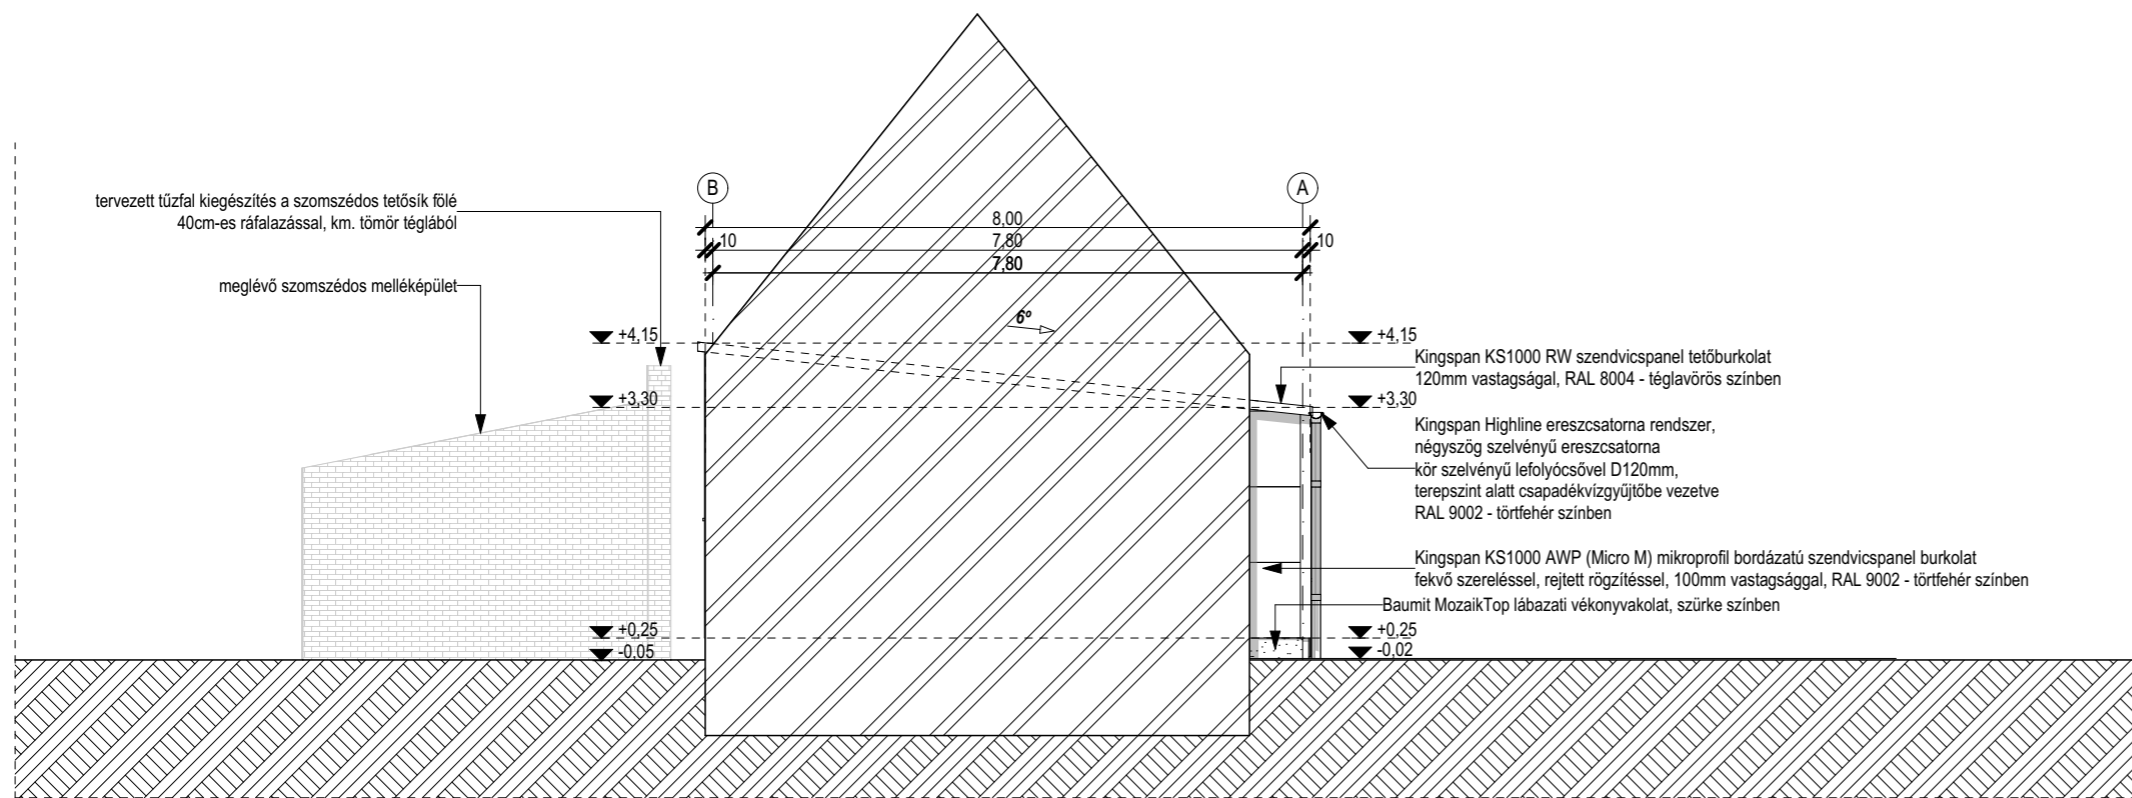 tervezett tűzfal kiegészítés a szomszédos tetősík fölé
40cm-es ráfalazással, km. tömör téglából
meglévő szomszédos melléképület
B
A
8,00
10
7,80
10
7,80
6°
+4,15
+4,15
Kingspan KS1000 RW szendvicspanel tetőburkolat
120mm vastagságal, RAL 8004 - téglavörös színben
+3,30
+3,30
Kingspan Highline ereszcsatorna rendszer,
négyszög szelvényű ereszcsatorna
kör szelvényű lefolyócsővel D120mm,
terepszint alatt csapadékvízgyűjtőbe vezetve
RAL 9002 - törtfehér színben
Kingspan KS1000 AWP (Micro M) mikroprofil bordázatú szendvicspanel burkolat
fekvő szereléssel, rejtett rögzítéssel, 100mm vastagsággal, RAL 9002 - törtfehér színben
Baumit MozaikTop lábazati vékonyvakolat, szürke színben
+0,25
+0,25
-0,05
-0,02